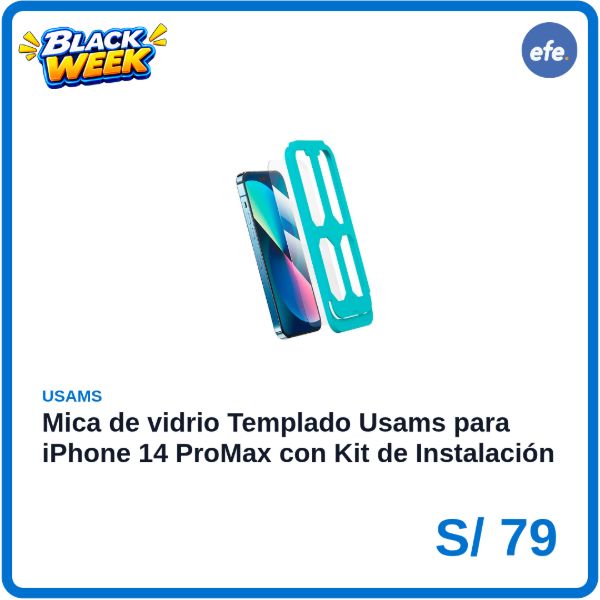 BLACK
WEEK
efe.
USAMS
Mica de vidrio Templado Usams para
iPhone 14 ProMax con Kit de Instalación
S/ 79